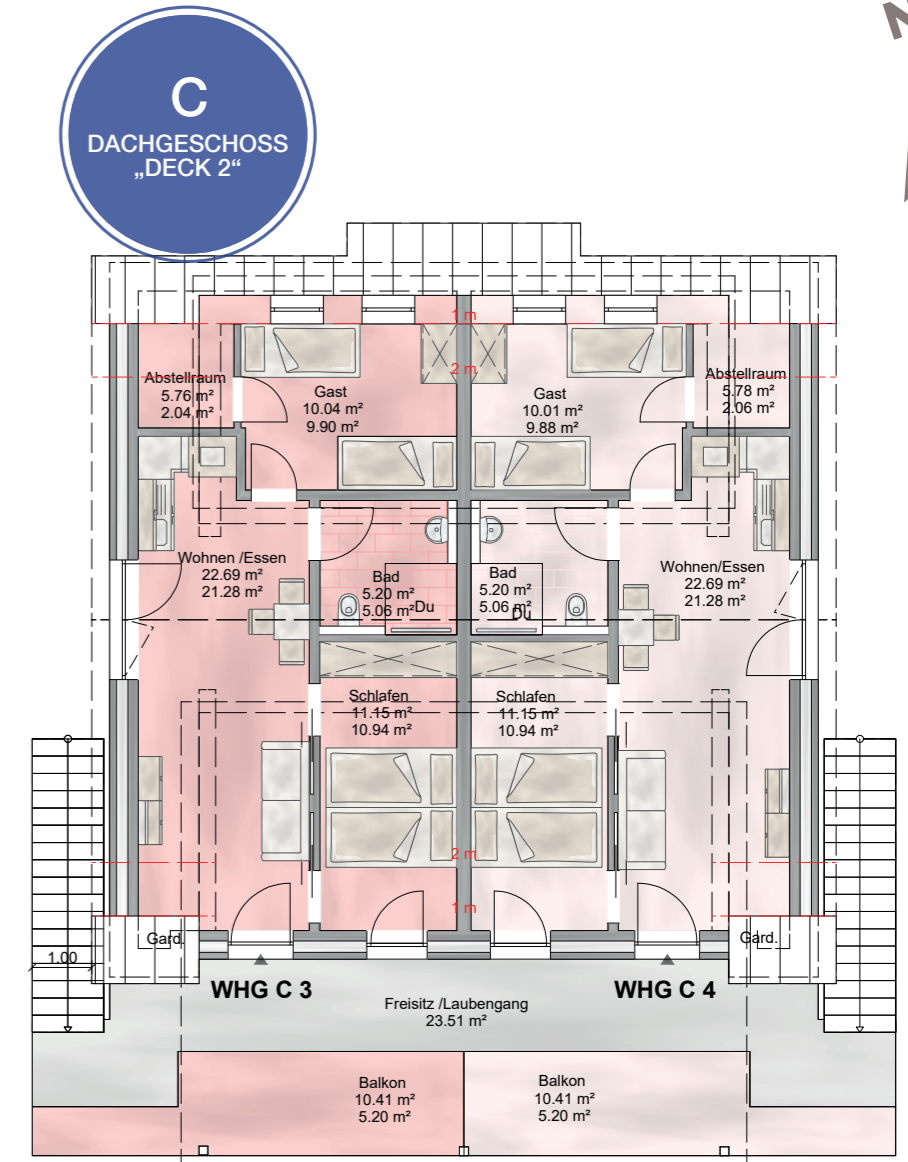 N
C
DACHGESCHOSS
„DECK 2“
1 m
2 m
Abstellraum
5.76 m²
2.04 m²
Gast
10.04 m²
9.90 m²
Gast
10.01 m²
9.88 m²
Abstellraum
5.78 m²
2.06 m²
Wohnen /Essen
22.69 m²
21.28 m²
Bad
5.20 m²
5.06 m²
Du
Bad
5.20 m²
5.06 m²
Du
Wohnen/Essen
22.69 m²
21.28 m²
Schlafen
11.15 m²
10.94 m²
Schlafen
11.15 m²
10.94 m²
2 m
1 m
Gard.
Gard.
1.00
WHG C 3
WHG C 4
Freisitz /Laubengang
23.51 m²
Balkon
10.41 m²
5.20 m²
Balkon
10.41 m²
5.20 m²